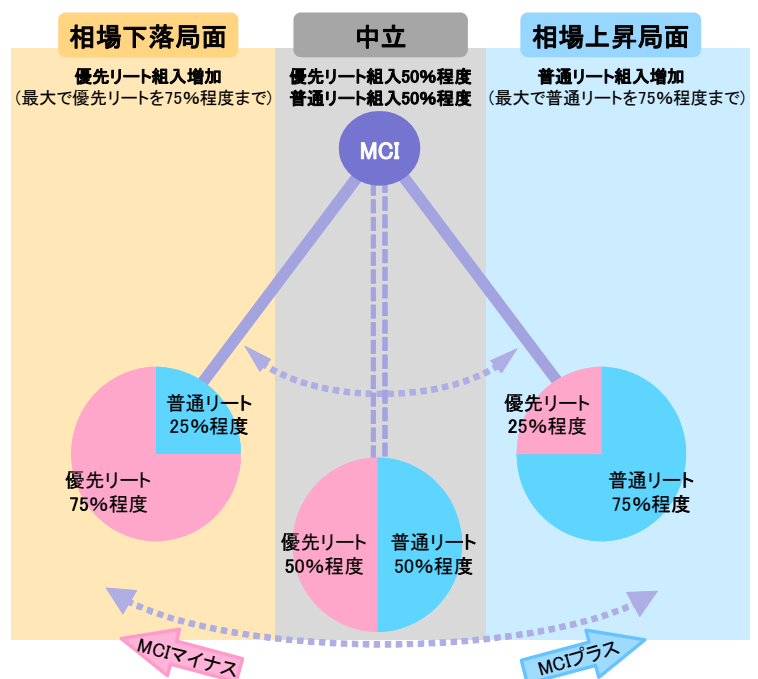 相場下落局面
中立
相場上昇局面
優先リート組入増加
(最大で優先リートを75%程度まで)
優先リート組入50%程度
普通リート組入50%程度
普通リート組入増加
(最大で普通リートを75%程度まで)
MCI
普通リート
25%程度
優先リート
75%程度
優先リート
50%程度
普通リート
50%程度
優先リート
25%程度
普通リート
75%程度
MCIマイナス
MCIプラス